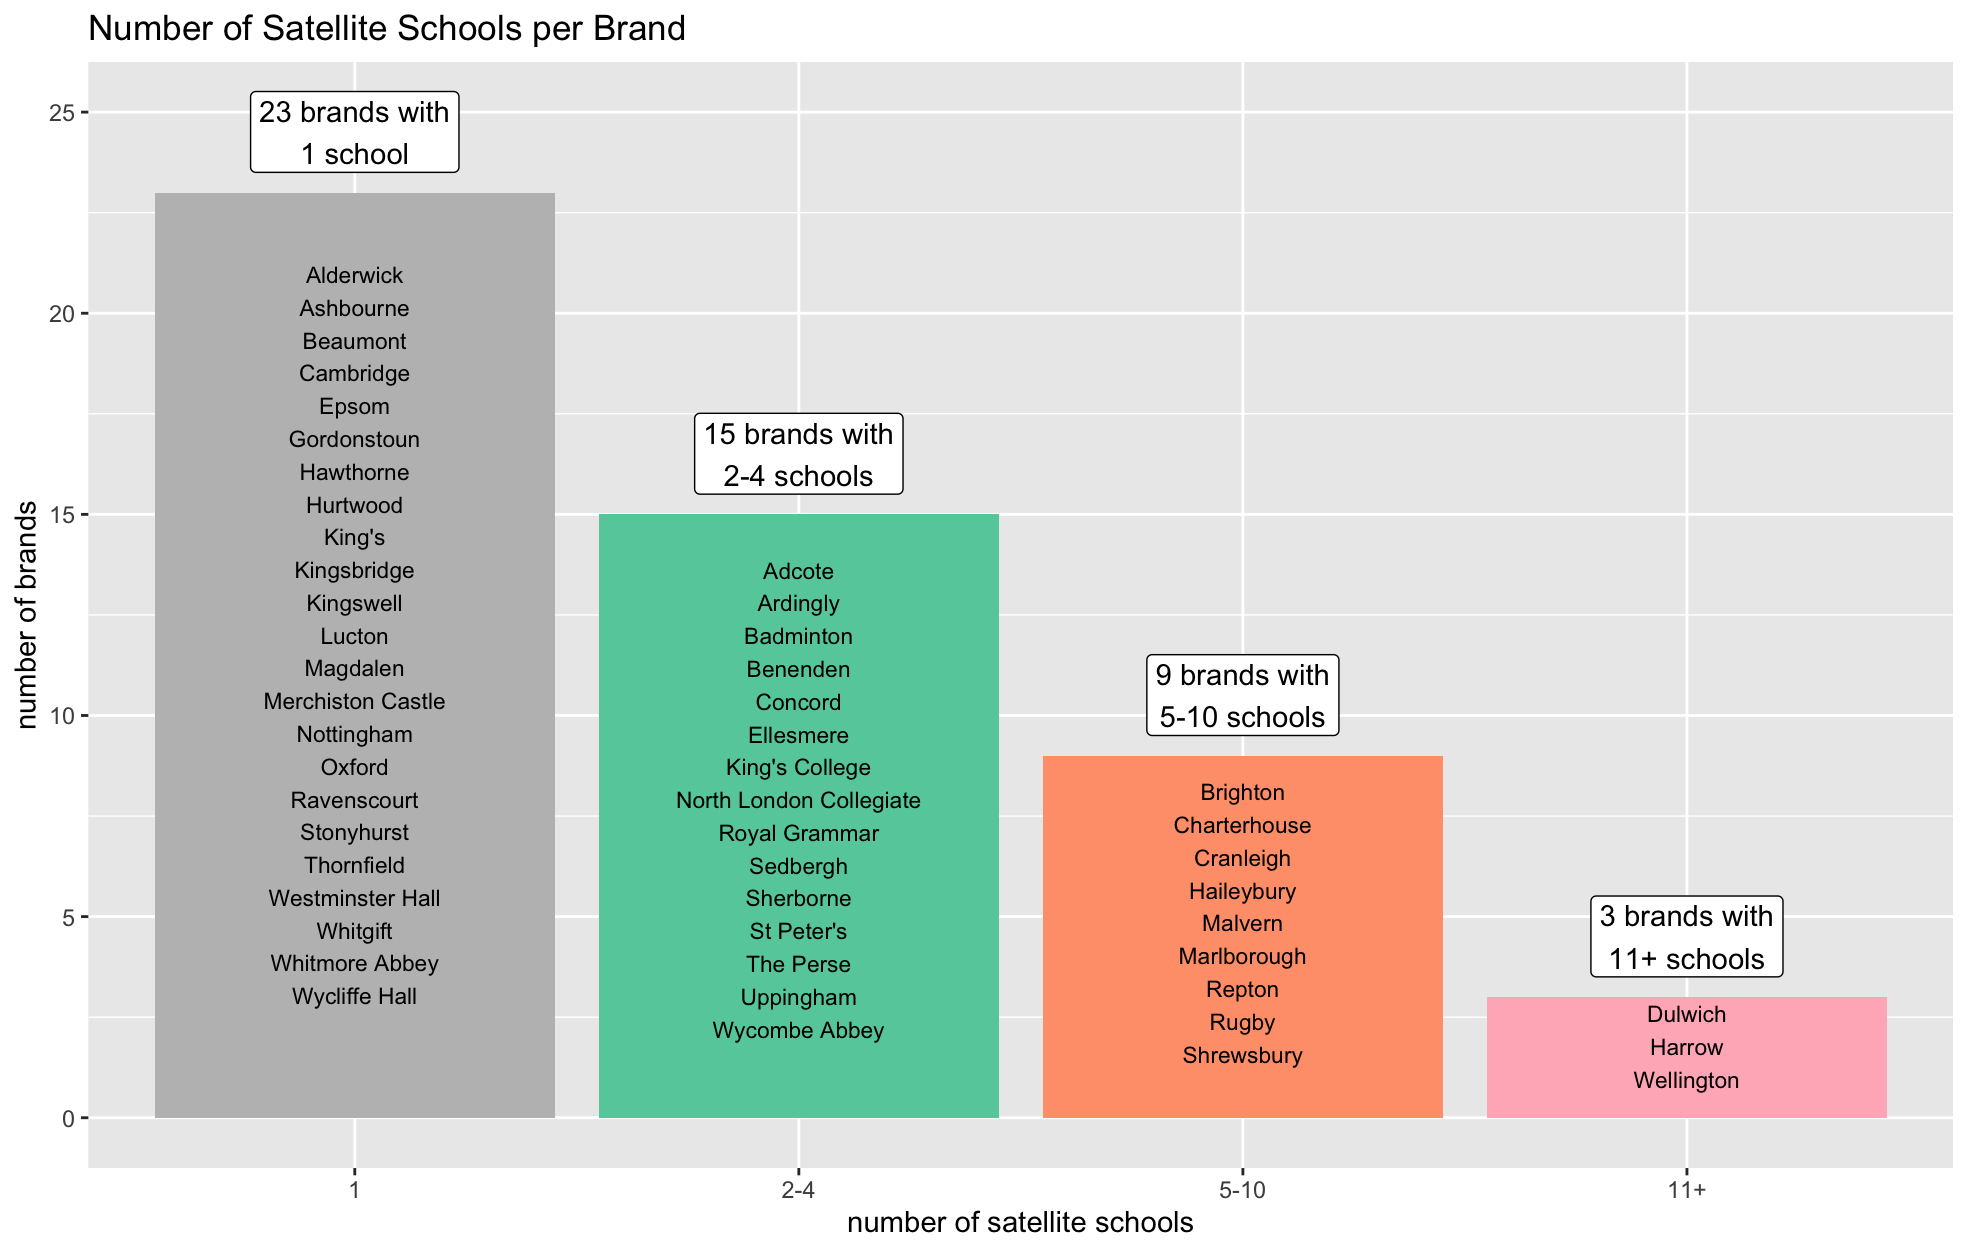 Number of Satellite Schools per Brand
25
20
15
10
5
0
number of brands
23 brands with
1 school
Alderwick
Ashbourne
Beaumont
Cambridge
Epsom
Gordonstoun
Hawthorne
Hurtwood
King's
Kingsbridge
Kingswell
Lucton
Magdalen
Merchiston Castle
Nottingham
Oxford
Ravenscourt
Stonyhurst
Thornfield
Westminster Hall
Whitgift
Whitmore Abbey
Wycliffe Hall
15 brands with
2-4 schools
Adcote
Ardingly
Badminton
Benenden
Concord
Ellesmere
King's College
North London Collegiate
Royal Grammar
Sedbergh
Sherborne
St Peter's
The Perse
Uppingham
Wycombe Abbey
9 brands with
5-10 schools
Brighton
Charterhouse
Cranleigh
Haileybury
Malvern
Marlborough
Repton
Rugby
Shrewsbury
3 brands with
11+ schools
Dulwich
Harrow
Wellington
1
2-4
5-10
11+
number of satellite schools